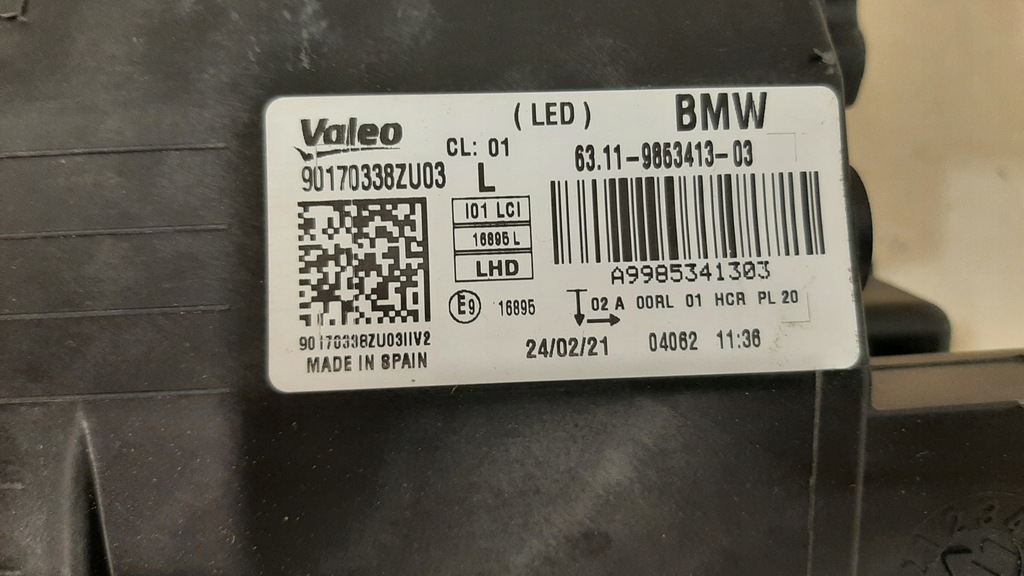 Valeo
(LED)
BMW
CL: 01
90170338ZU03
L
63.11-9853413-03
I01 LCI
16895 L
LHD
A9985341303
E9
16895
02 A 00RL 01 HCR PL 20
90170338ZU03IIV2
MADE IN SPAIN
24/02/21
04062 11:36